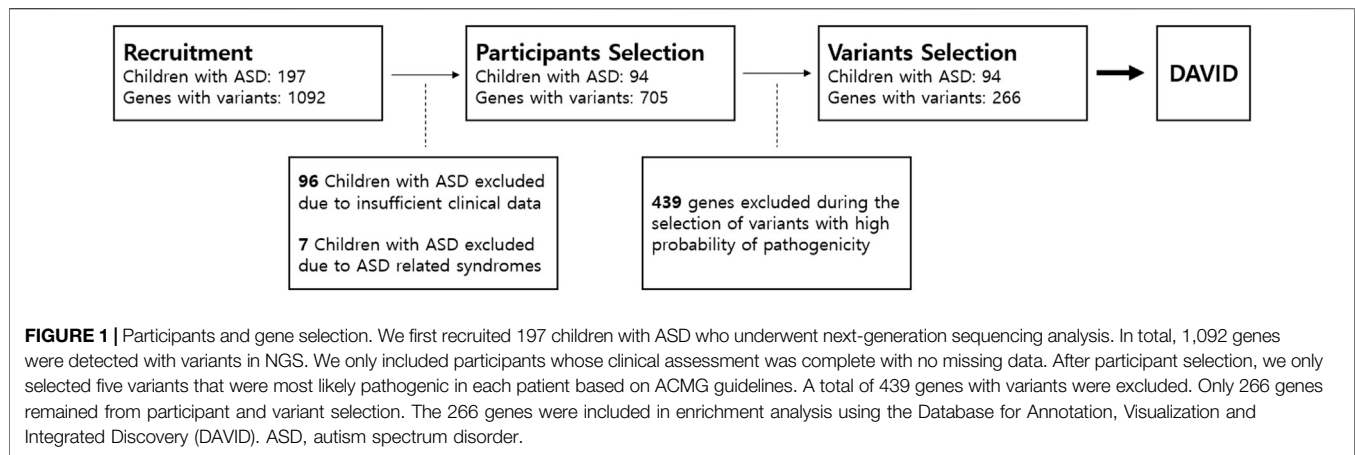 Recruitment
Children with ASD: 197
Genes with variants: 1092
Participants Selection
Children with ASD: 94
Genes with variants: 705
Variants Selection
Children with ASD: 94
Genes with variants: 266
DAVID
96 Children with ASD excluded
due to insufficient clinical data
7 Children with ASD excluded
due to ASD related syndromes
439 genes excluded during the
selection of variants with high
probability of pathogenicity
FIGURE 1 | Participants and gene selection. We first recruited 197 children with ASD who underwent next-generation sequencing analysis. In total, 1,092 genes
were detected with variants in NGS. We only included participants whose clinical assessment was complete with no missing data. After participant selection, we only
selected five variants that were most likely pathogenic in each patient based on ACMG guidelines. A total of 439 genes with variants were excluded. Only 266 genes
remained from participant and variant selection. The 266 genes were included in enrichment analysis using the Database for Annotation, Visualization and
Integrated Discovery (DAVID). ASD, autism spectrum disorder.